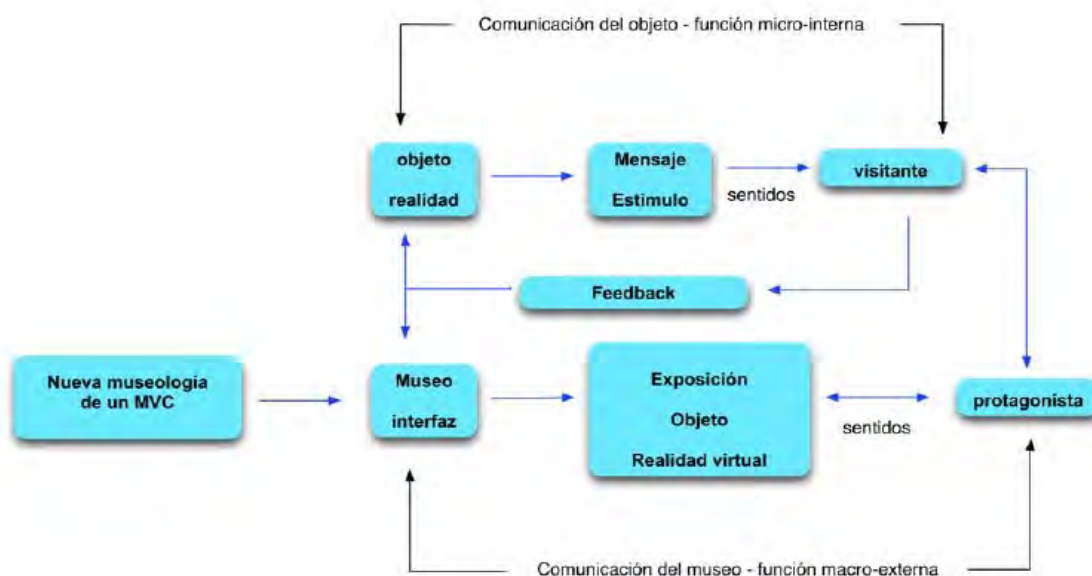 Comunicación del objeto - función micro-interna
objeto
realidad
Mensaje
Estimulo
sentidos
visitante
Feedback
Nueva museología
de un MVC
Museo
interfaz
Exposición
Objeto
Realidad virtual
sentidos
protagonista
Comunicación del museo - función macro-externa